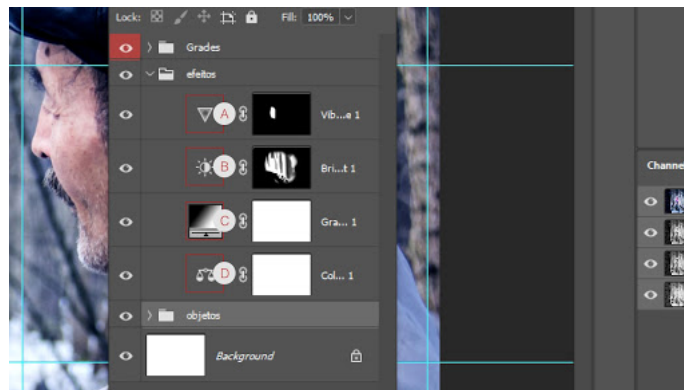 Lock: Fill: 100%
Grades
efeitos
A Vib...e 1
B Bri...t 1
C Gra... 1
D Col... 1
objetos
Background
Channe